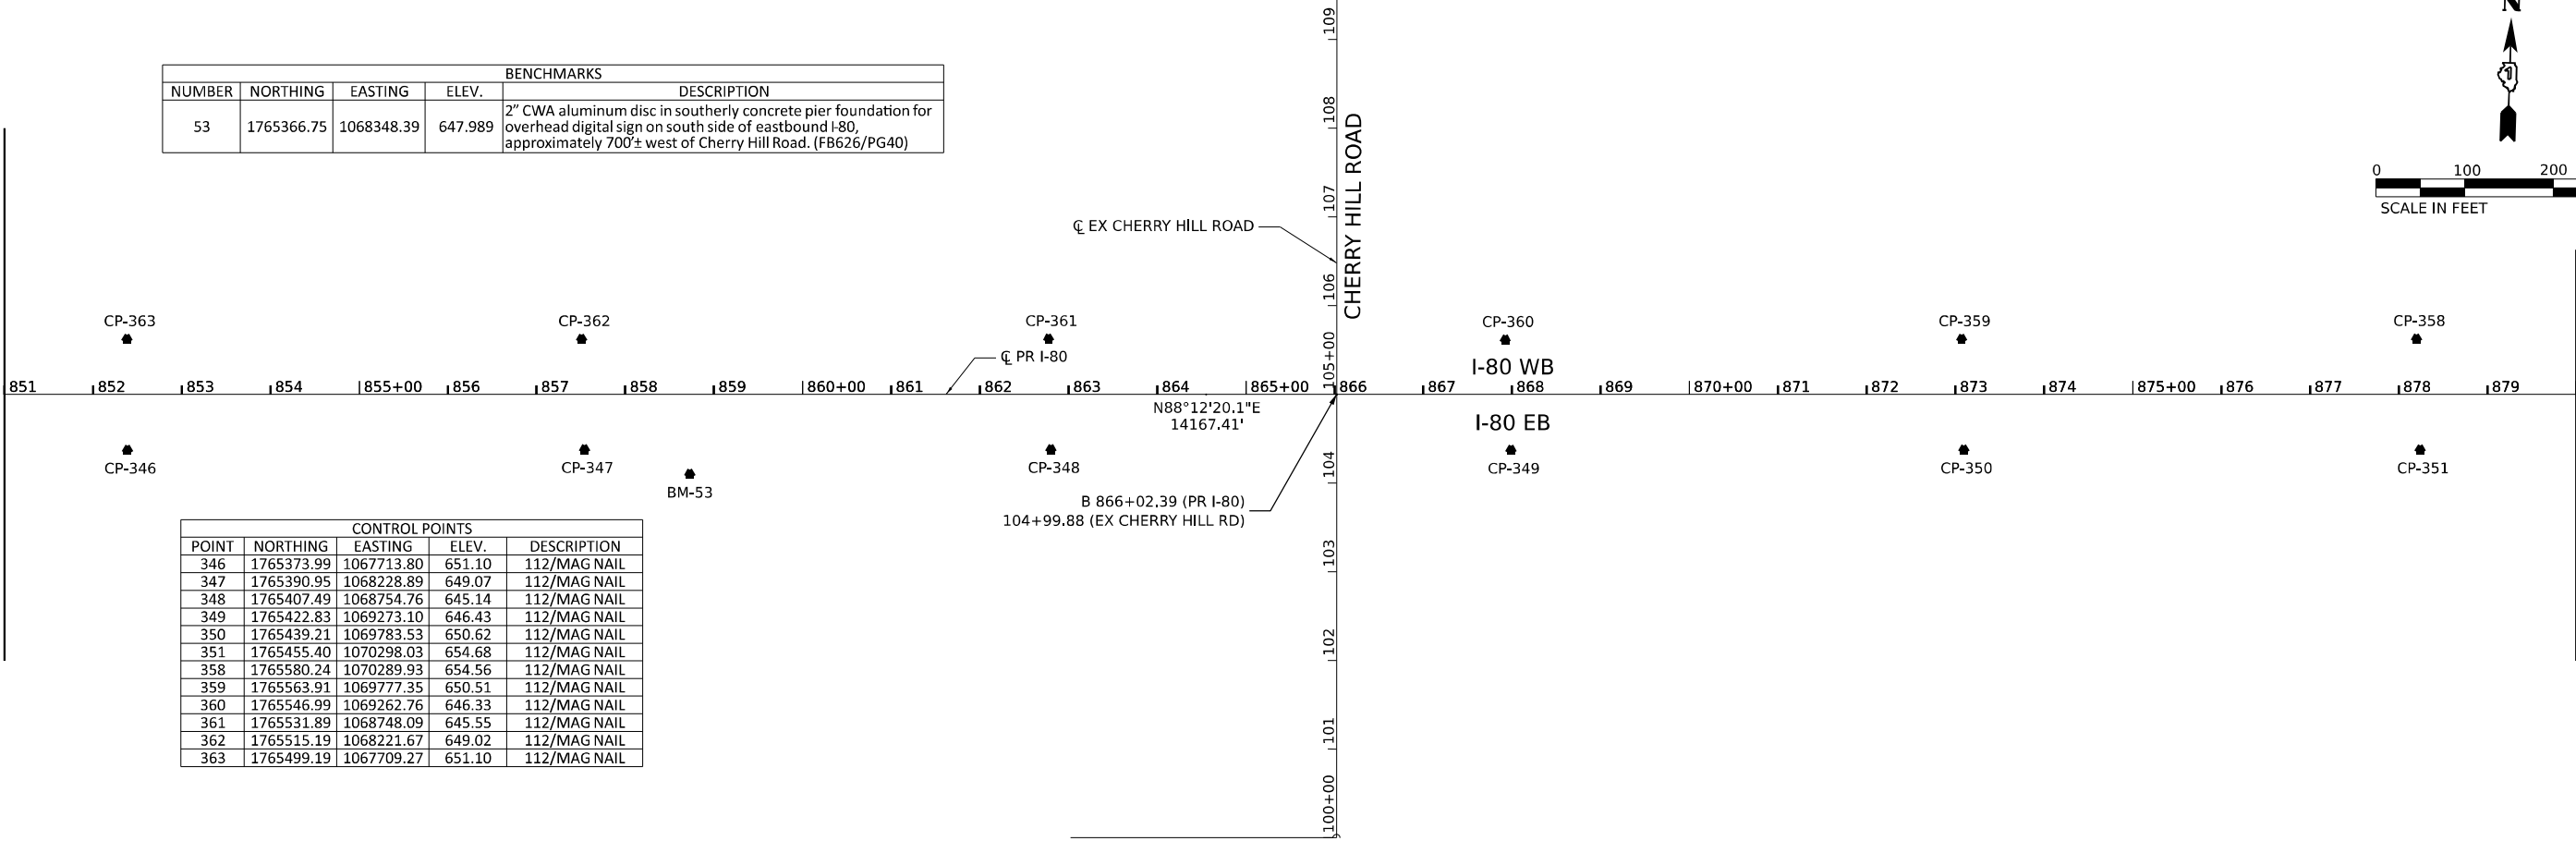 N
1
0 100 200
SCALE IN FEET
BENCHMARKS
NUMBER NORTHING EASTING ELEV. DESCRIPTION
53 1765366.75 1068348.39 647.989
2" CWA aluminum disc in southerly concrete pier foundation for
overhead digital sign on south side of eastbound I-80,
approximately 700'± west of Cherry Hill Road. (FB626/PG40)
109
108
107
106
105+00
CHERRY HILL ROAD
℄ EX CHERRY HILL ROAD
CP-363 CP-362 CP-361 CP-360 CP-359 CP-358
℄ PR I-80
I-80 WB
851 852 853 854 855+00 856 857 858 859 860+00 861 862 863 864 865+00 866 867 868 869 870+00 871 872 873 874 875+00 876 877 878 879
N88°12'20.1"E
14167.41'
I-80 EB
CP-346 CP-347 CP-348 CP-349 CP-350 CP-351
BM-53
B 866+02.39 (PR I-80)
104+99.88 (EX CHERRY HILL RD)
104
103
102
101
100+00
CONTROL POINTS
POINT NORTHING EASTING ELEV. DESCRIPTION
346 1765373.99 1067713.80 651.10 112/MAG NAIL
347 1765390.95 1068228.89 649.07 112/MAG NAIL
348 1765407.49 1068754.76 645.14 112/MAG NAIL
349 1765422.83 1069273.10 646.43 112/MAG NAIL
350 1765439.21 1069783.53 650.62 112/MAG NAIL
351 1765455.40 1070298.03 654.68 112/MAG NAIL
358 1765580.24 1070289.93 654.56 112/MAG NAIL
359 1765563.91 1069777.35 650.51 112/MAG NAIL
360 1765546.99 1069262.76 646.33 112/MAG NAIL
361 1765531.89 1068748.09 645.55 112/MAG NAIL
362 1765515.19 1068221.67 649.02 112/MAG NAIL
363 1765499.19 1067709.27 651.10 112/MAG NAIL